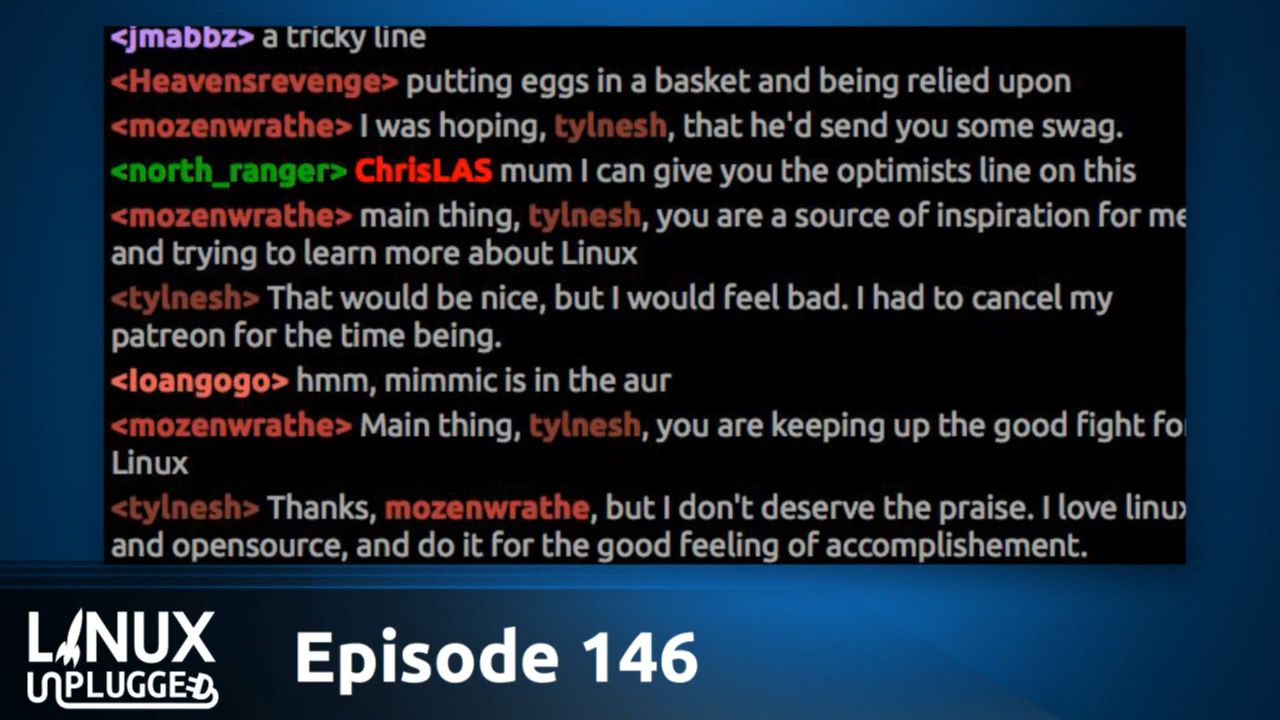 <jmabbz> a tricky line
<Heavensrevenge> putting eggs in a basket and being relied upon
<mozenwrathe> I was hoping, tylnesh, that he'd send you some swag.
<north_ranger> ChrisLAS mum I can give you the optimists line on this
<mozenwrathe> main thing, tylnesh, you are a source of inspiration for me
and trying to learn more about Linux
<tylnesh> That would be nice, but I would feel bad. I had to cancel my
patreon for the time being.
<loangogo> hmm, mimmic is in the aur
<mozenwrathe> Main thing, tylnesh, you are keeping up the good fight for
Linux
<tylnesh> Thanks, mozenwrathe, but I don't deserve the praise. I love linux
and opensource, and do it for the good feeling of accomplishement.
LINUX
UNPLUGGED
Episode 146